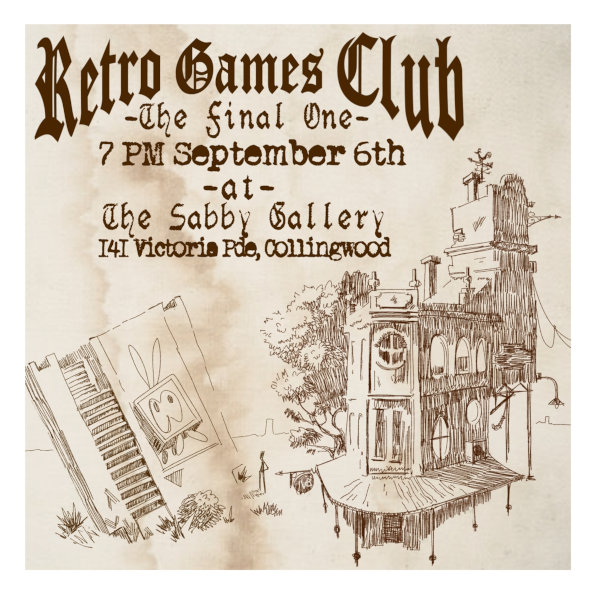 Retro Games Club
-The Final One-
7 PM September 6th
-at-
The Sabby Gallery
141 Victoria Pde, Collingwood